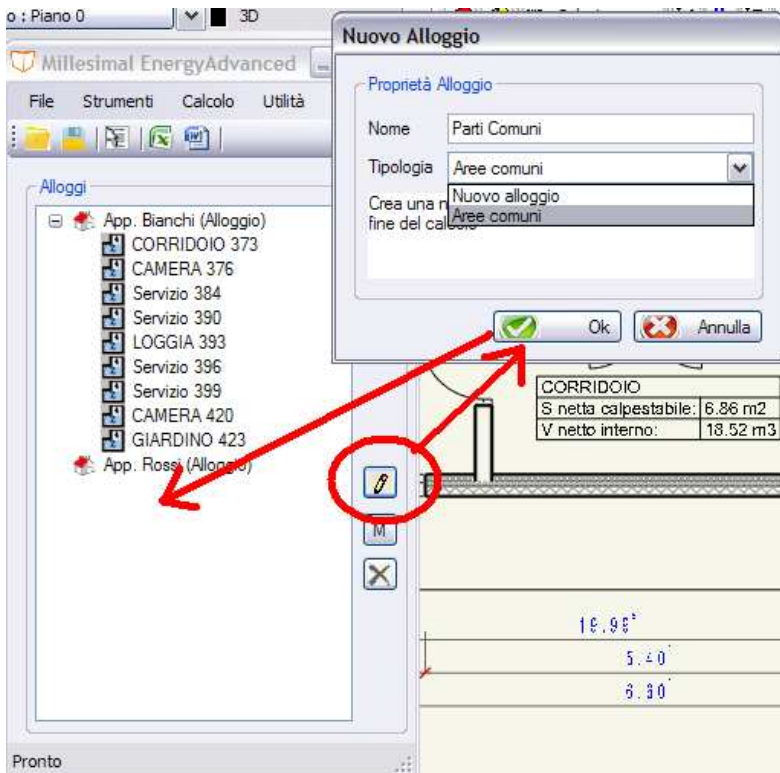 o : Piano 0
3D
Millesimal EnergyAdvanced
File Strumenti Calcolo Utilità
Alloggi
App. Bianchi (Alloggio)
CORRIDOIO 373
CAMERA 376
Servizio 384
Servizio 390
LOGGIA 393
Servizio 396
Servizio 399
CAMERA 420
GIARDINO 423
App. Rossi (Alloggio)
M
Pronto
Nuovo Alloggio
Proprietà Alloggio
Nome Parti Comuni
Tipologia Aree comuni
Nuovo alloggio
Aree comuni
Crea una n
fine del
Ok Annulla
CORRIDOIO
S netta calpestabile: 6.86 m2
V netto interno: 18.52 m3
5.40